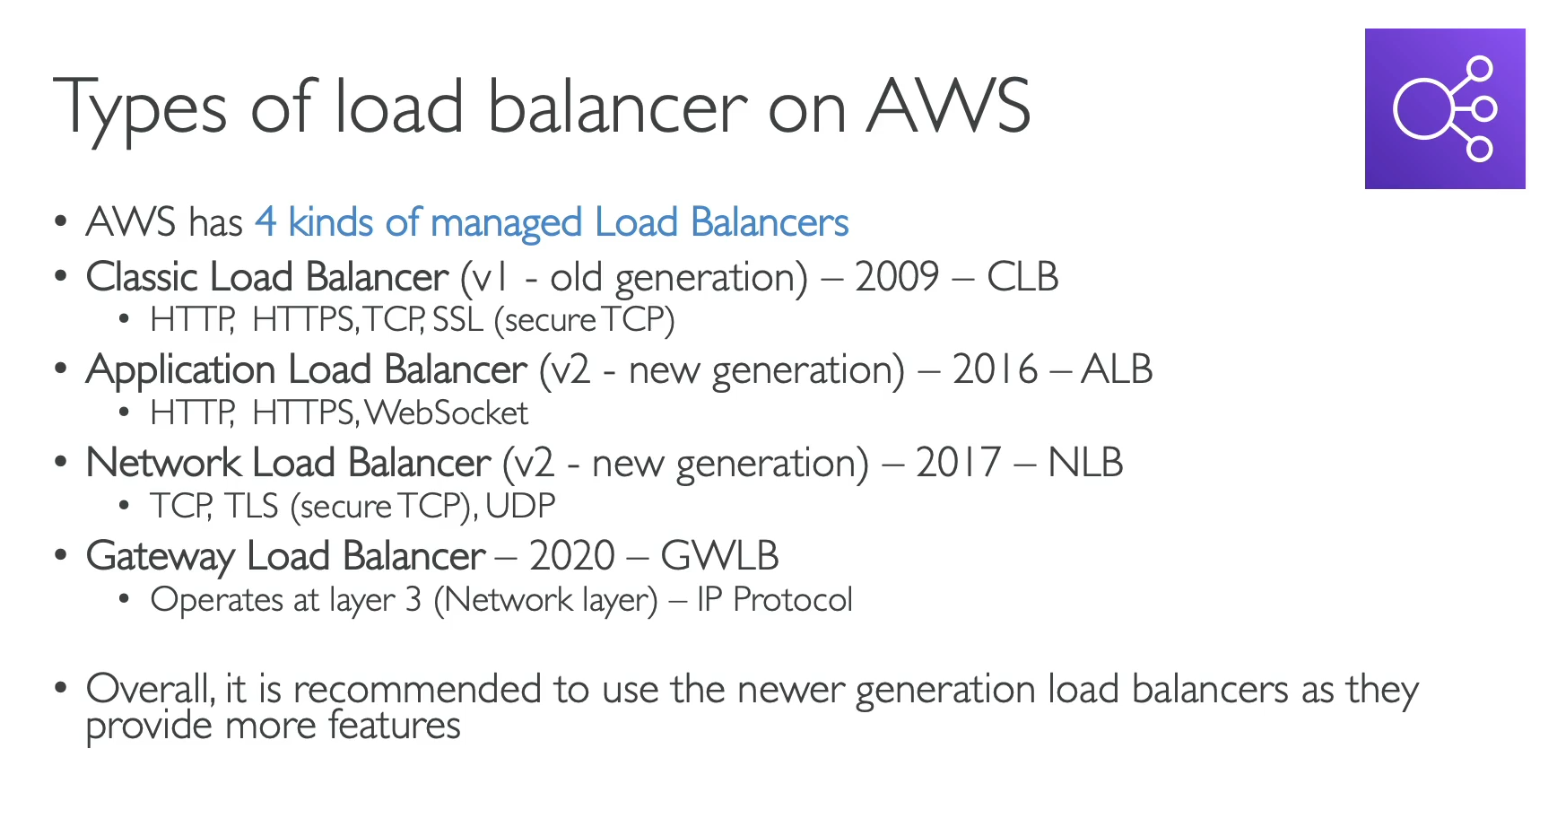 Types of load balancer on AWS
• AWS has 4 kinds of managed Load Balancers
• Classic Load Balancer (v1 - old generation) – 2009 – CLB
• HTTP, HTTPS, TCP, SSL (secure TCP)
• Application Load Balancer (v2 - new generation) – 2016 – ALB
• HTTP, HTTPS, WebSocket
• Network Load Balancer (v2 - new generation) – 2017 – NLB
• TCP, TLS (secure TCP), UDP
• Gateway Load Balancer – 2020 – GWLB
• Operates at layer 3 (Network layer) – IP Protocol
• Overall, it is recommended to use the newer generation load balancers as they
provide more features